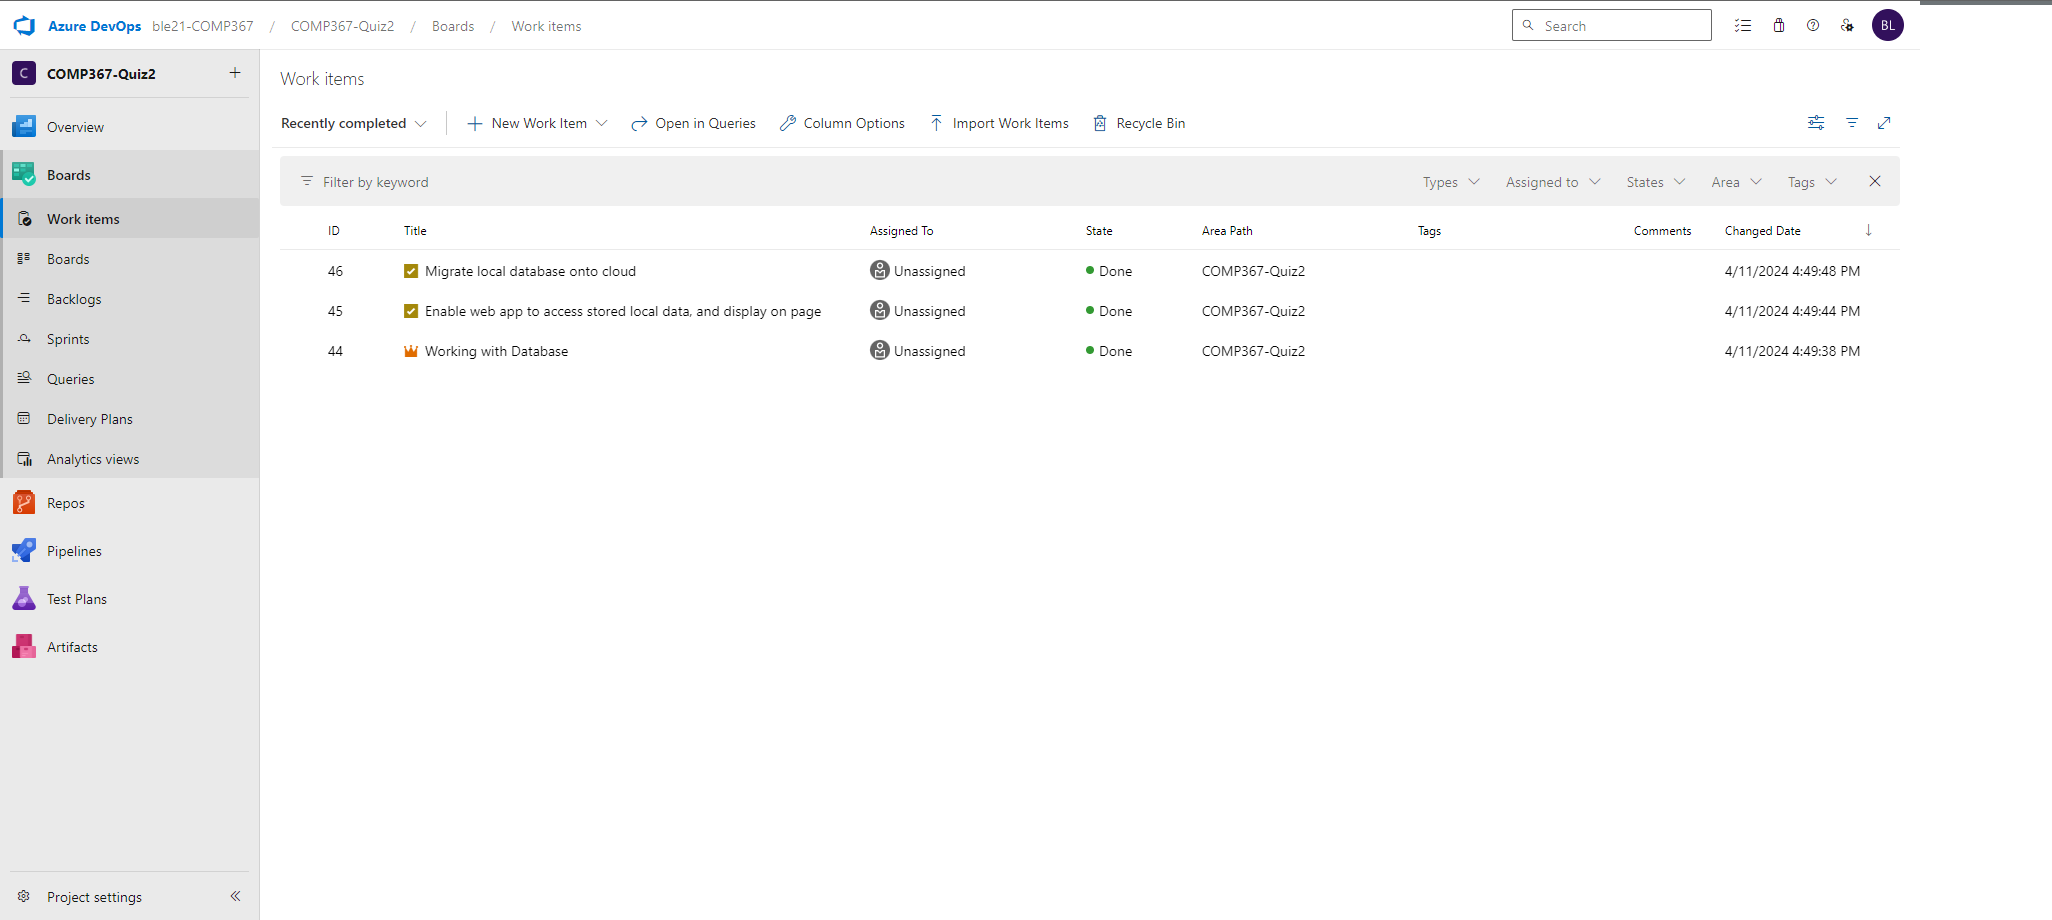 Azure DevOps ble21-COMP367 / COMP367-Quiz2 / Boards / Work items
Search
BL
C COMP367-Quiz2
Overview
Boards
Work items
Boards
Backlogs
Sprints
Queries
Delivery Plans
Analytics views
Repos
Pipelines
Test Plans
Artifacts
Project settings
Work items
Recently completed New Work Item Open in Queries Column Options Import Work Items Recycle Bin
Filter by keyword Types Assigned to States Area Tags
ID Title Assigned To State Area Path Tags Comments Changed Date
46 Migrate local database onto cloud Unassigned Done COMP367-Quiz2 4/11/2024 4:49:48 PM
45 Enable web app to access stored local data, and display on page Unassigned Done COMP367-Quiz2 4/11/2024 4:49:44 PM
44 Working with Database Unassigned Done COMP367-Quiz2 4/11/2024 4:49:38 PM